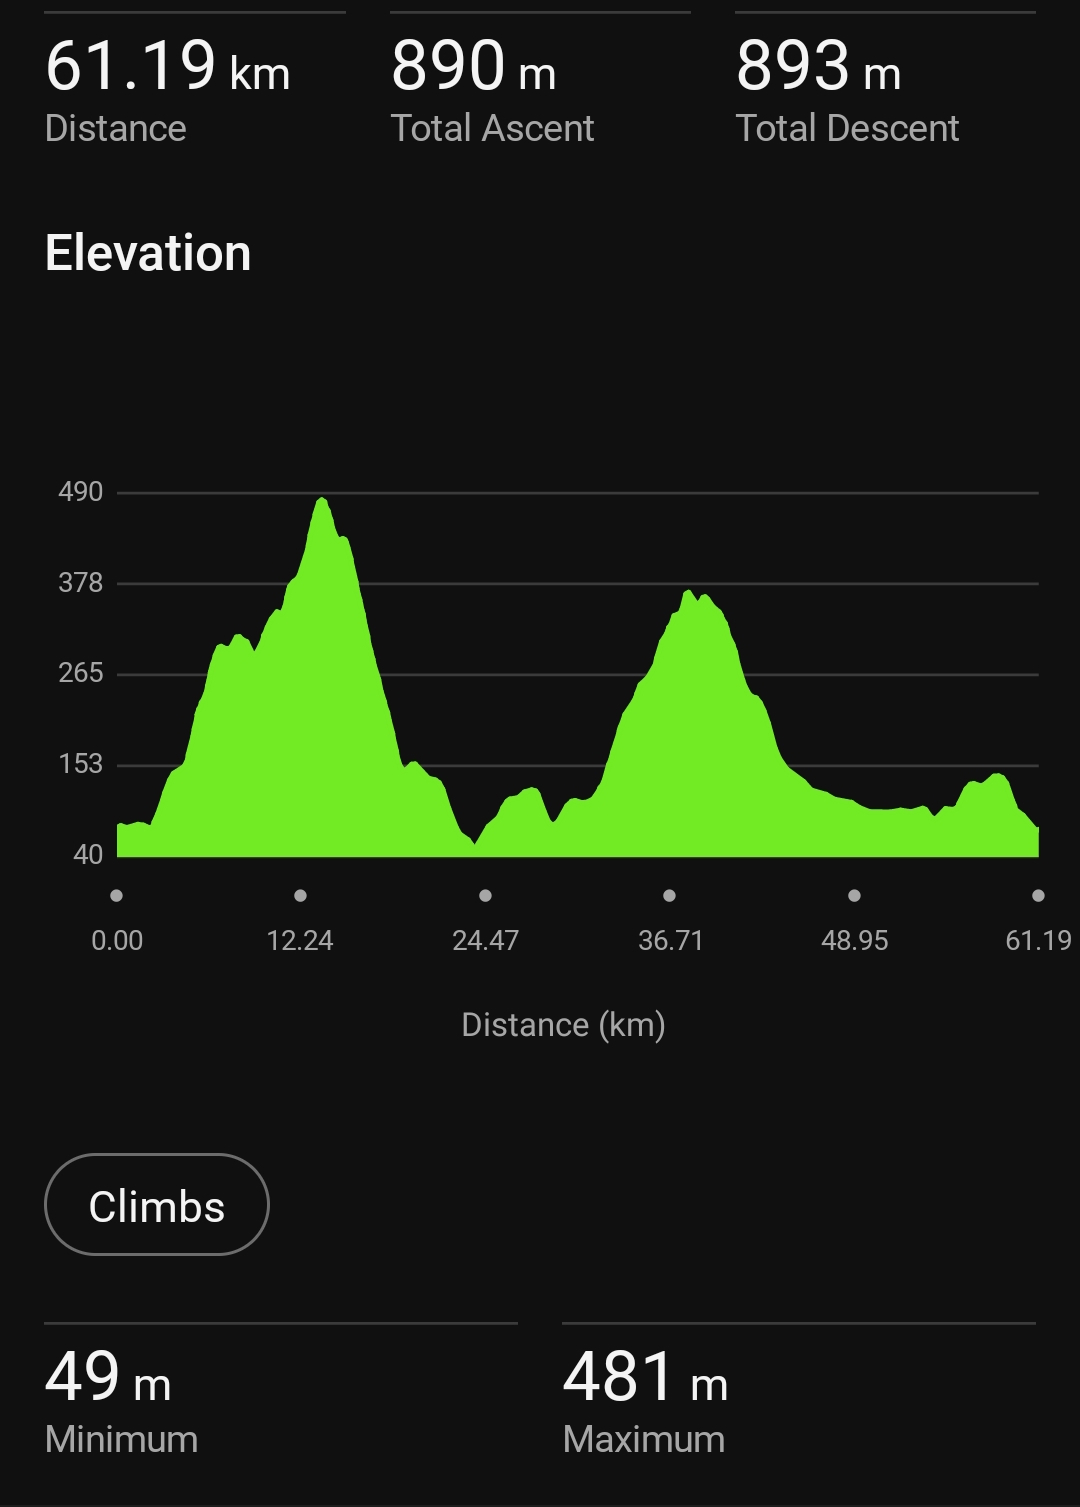 61.19 km 890 m 893 m
Distance Total Ascent Total Descent
Elevation
490
378
265
153
40
0.00 12.24 24.47 36.71 48.95 61.19
Distance (km)
Climbs
49 m 481 m
Minimum Maximum